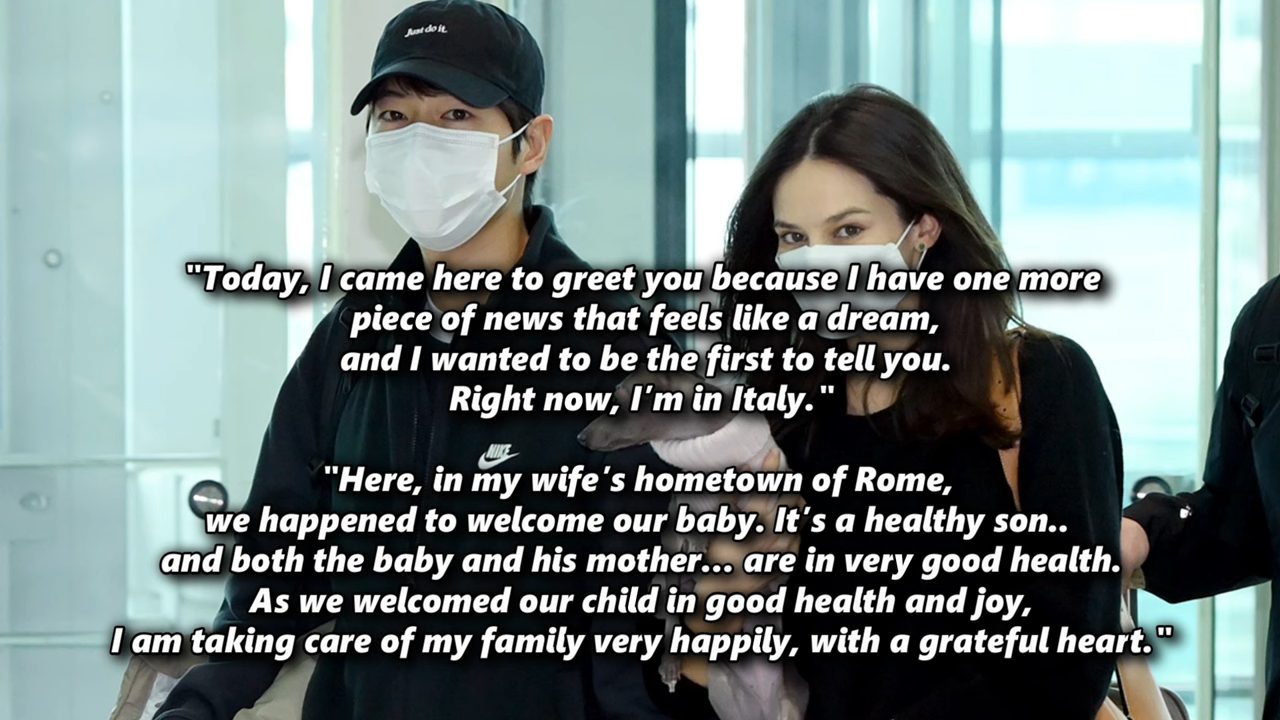 Just do it.
"Today, I came here to greet you because I have one more
piece of news that feels like a dream,
and I wanted to be the first to tell you.
Right now, I'm in Italy."
NIKE
"Here, in my wife's hometown of Rome,
we happened to welcome our baby. It's a healthy son..
and both the baby and his mother... are in very good health.
As we welcomed our child in good health and joy,
I am taking care of my family very happily, with a grateful heart."